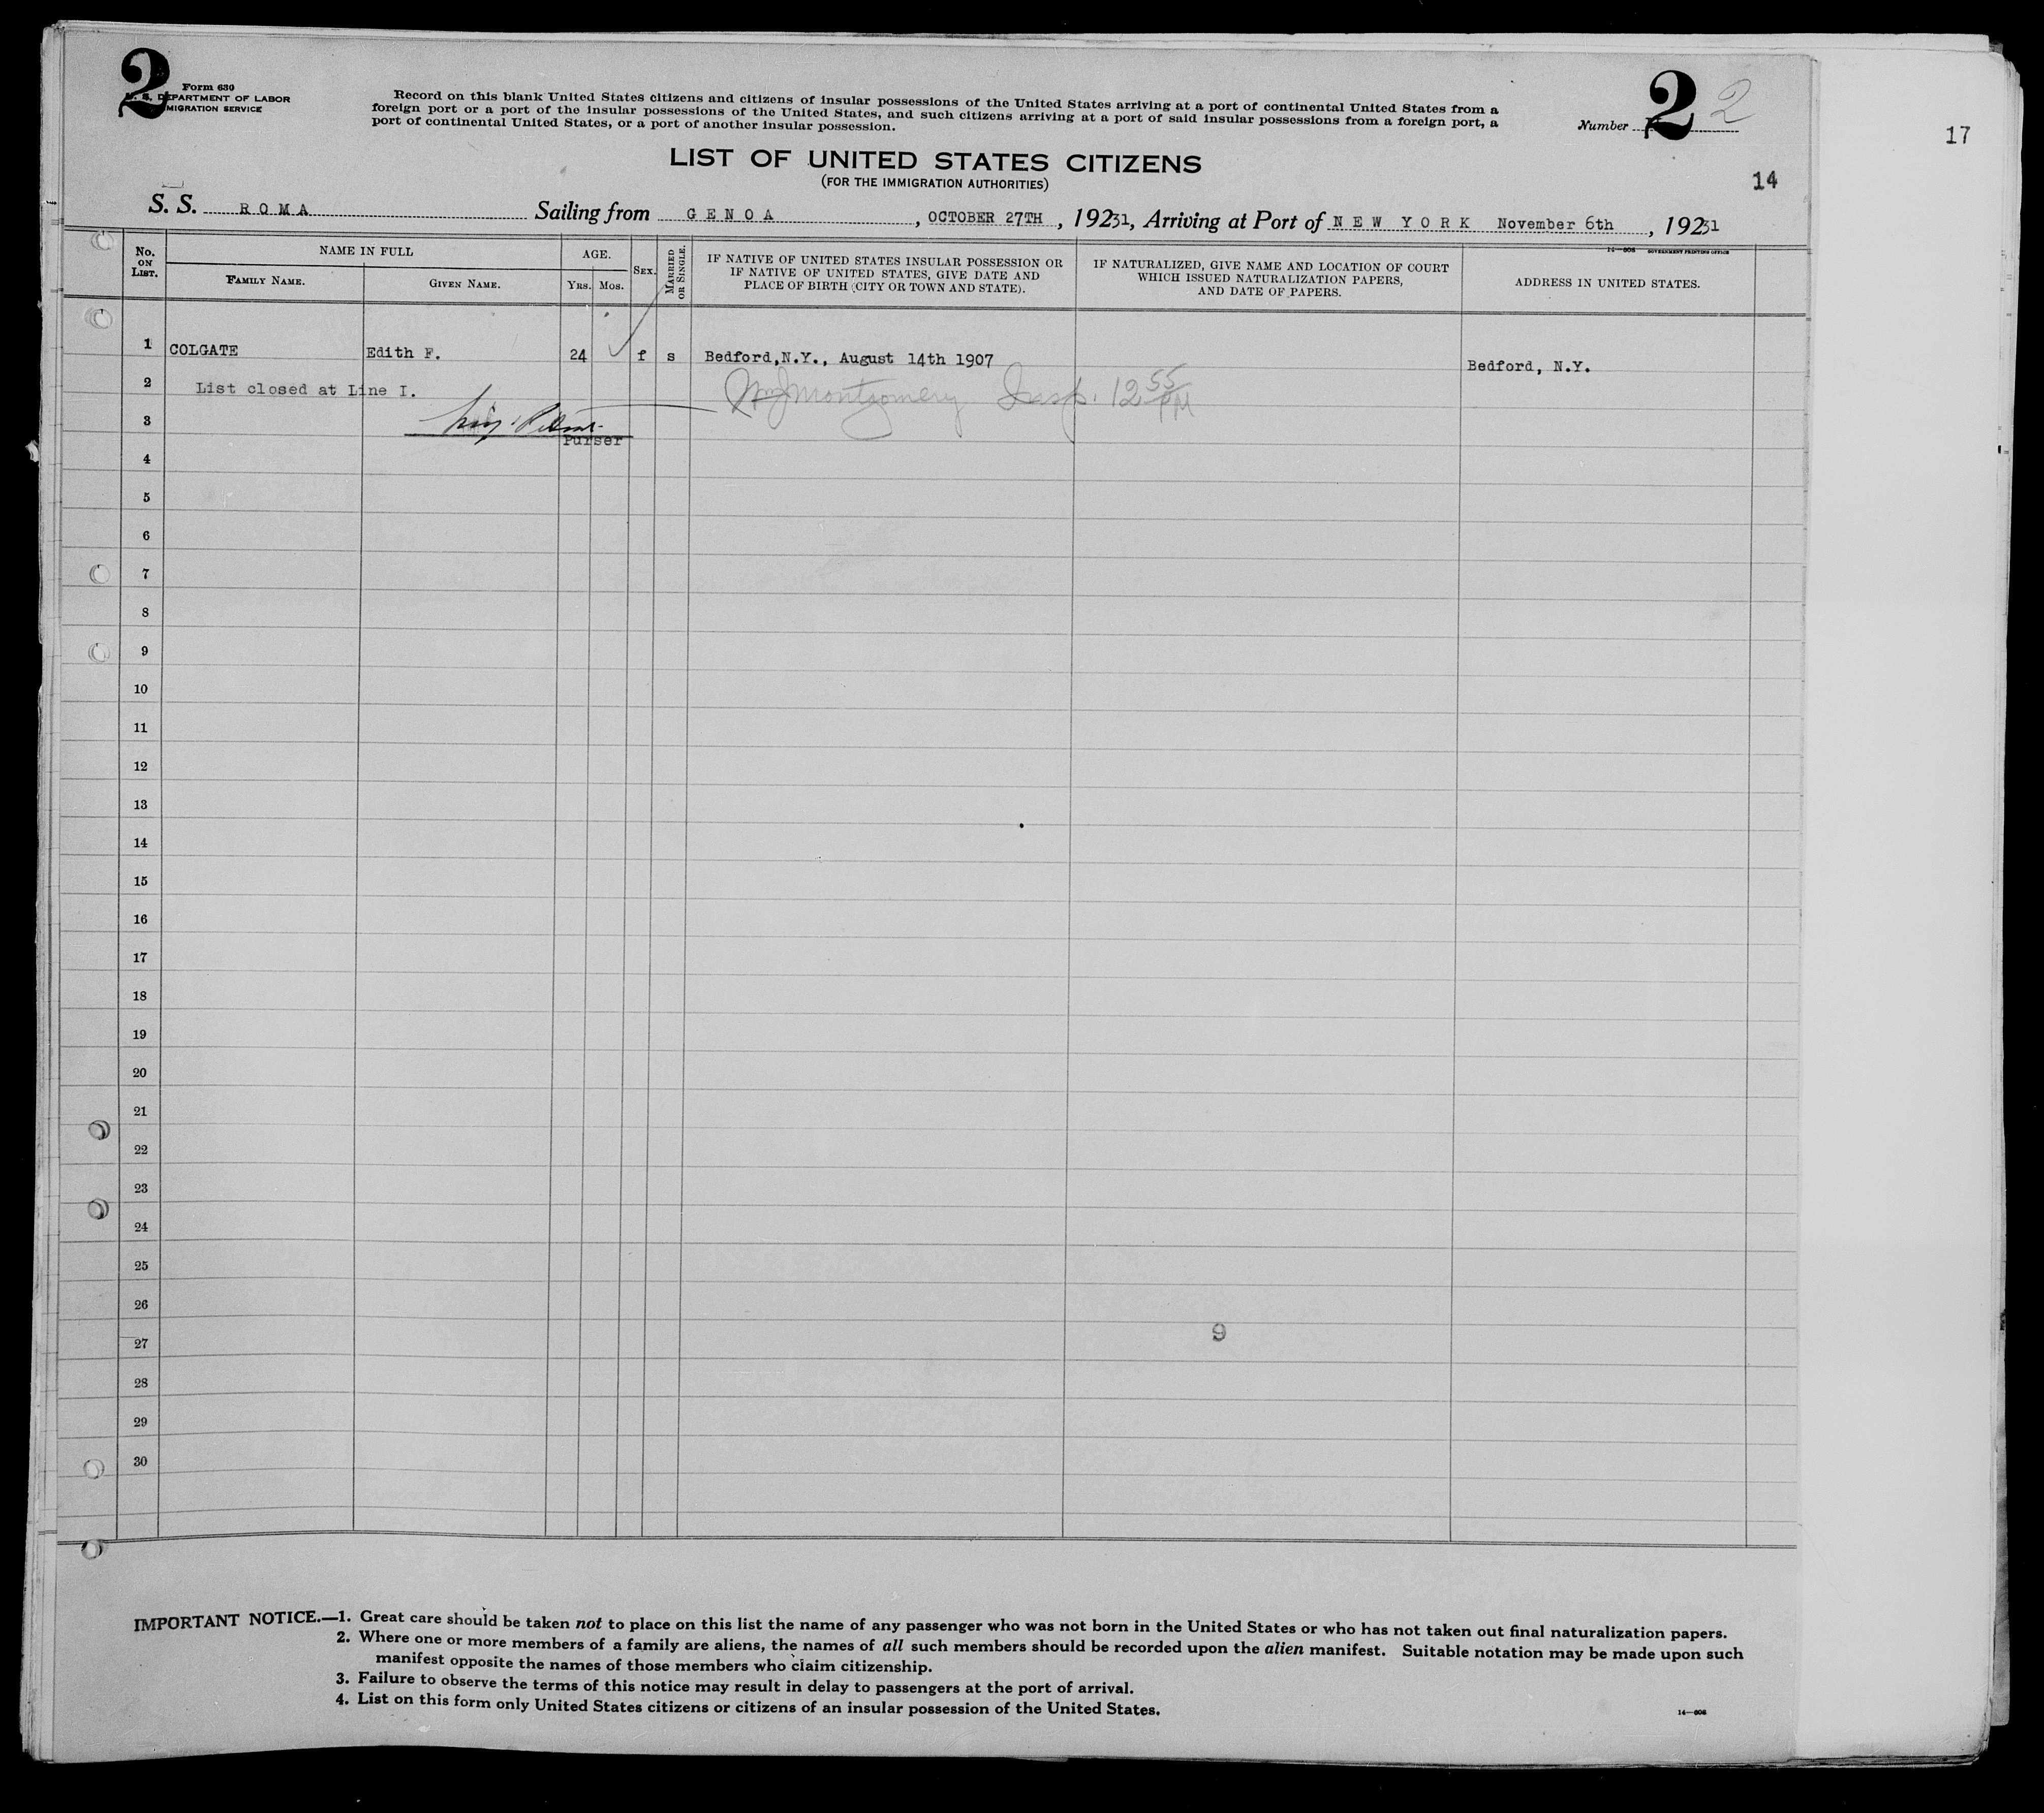 2
Form 630
U. S. DEPARTMENT OF LABOR
IMMIGRATION SERVICE
Record on this blank United States citizens and citizens of insular possessions of the United States arriving at a port of continental United States from a
foreign port or a port of the insular possessions of the United States, and such citizens arriving at a port of said insular possessions from a foreign port, a
port of continental United States, or a port of another insular possession.
Number 2 2
17
LIST OF UNITED STATES CITIZENS
(FOR THE IMMIGRATION AUTHORITIES)
14
S. S. ROMA Sailing from GENOA, OCTOBER 27TH, 19231, Arriving at Port of NEW YORK November 6th, 19231
14—608 GOVERNMENT PRINTING OFFICE
No. ON LIST.
NAME IN FULL
FAMILY NAME.
GIVEN NAME.
AGE.
YRS. MOS.
SEX.
MARRIED OR SINGLE.
IF NATIVE OF UNITED STATES INSULAR POSSESSION OR
IF NATIVE OF UNITED STATES, GIVE DATE AND
PLACE OF BIRTH (CITY OR TOWN AND STATE).
IF NATURALIZED, GIVE NAME AND LOCATION OF COURT
WHICH ISSUED NATURALIZATION PAPERS,
AND DATE OF PAPERS.
ADDRESS IN UNITED STATES.
1 COLGATE Edith F. 24 f s Bedford,N.Y., August 14th 1907 Bedford, N.Y.
2 List closed at Line I. Wm J Montgomery Insp. 12 55 PM
3
Purser
4
5
6
7
8
9
10
11
12
13
14
15
16
17
18
19
20
21
22
23
24
25
26
9
27
28
29
30
IMPORTANT NOTICE.—1. Great care should be taken not to place on this list the name of any passenger who was not born in the United States or who has not taken out final naturalization papers.
2. Where one or more members of a family are aliens, the names of all such members should be recorded upon the alien manifest. Suitable notation may be made upon such
manifest opposite the names of those members who claim citizenship.
3. Failure to observe the terms of this notice may result in delay to passengers at the port of arrival.
4. List on this form only United States citizens or citizens of an insular possession of the United States.
14—608